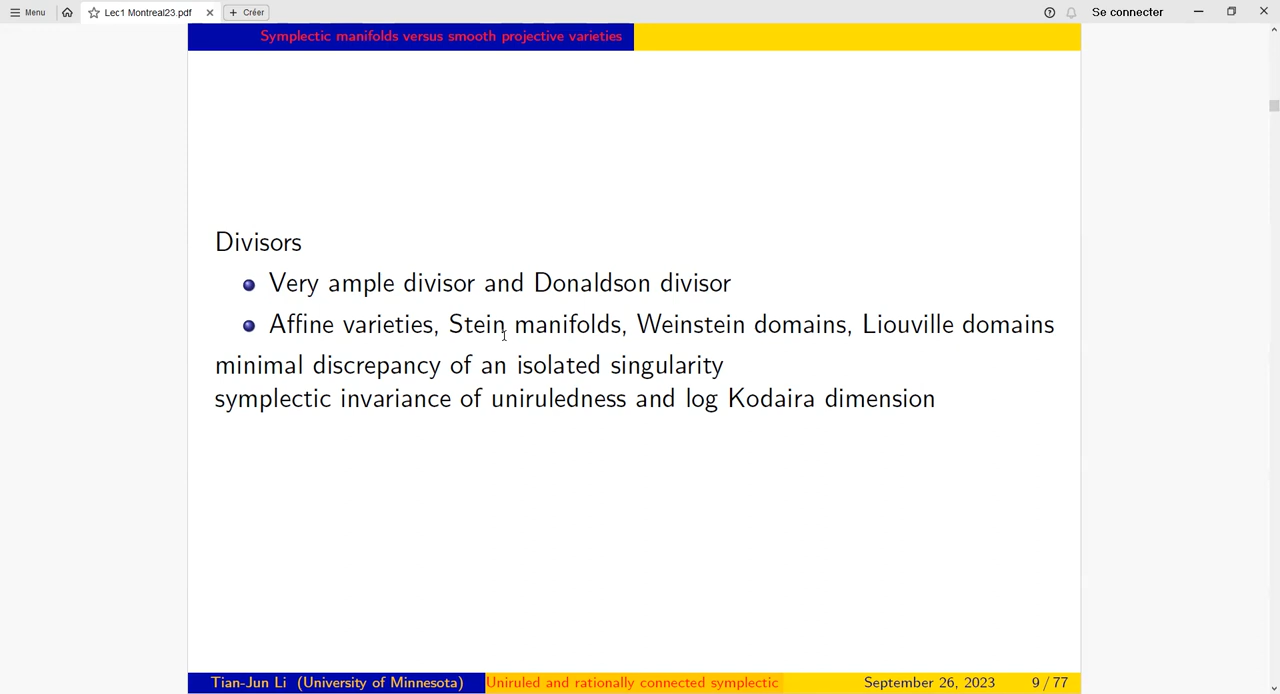 Menu
Lec1 Montreal23.pdf
Créer
Se connecter
Symplectic manifolds versus smooth projective varieties
Divisors
Very ample divisor and Donaldson divisor
Affine varieties, Stein manifolds, Weinstein domains, Liouville domains
minimal discrepancy of an isolated singularity
symplectic invariance of uniruledness and log Kodaira dimension
Tian-Jun Li (University of Minnesota) Uniruled and rationally connected symplectic September 26, 2023 9 / 77